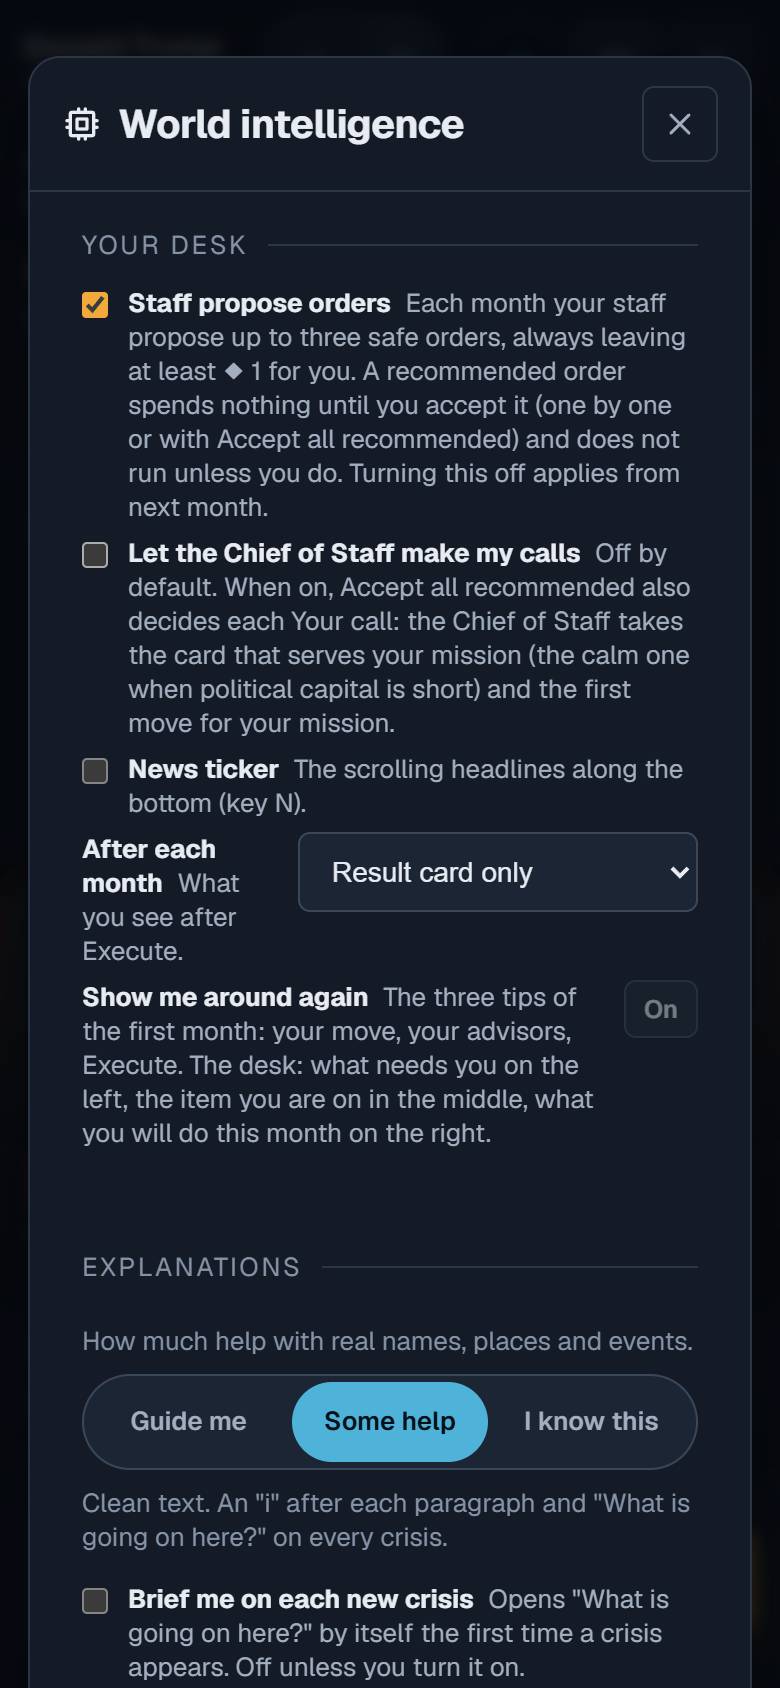 World intelligence
YOUR DESK
Staff propose orders Each month your staff
propose up to three safe orders, always leaving
at least ◆ 1 for you. A recommended order
spends nothing until you accept it (one by one
or with Accept all recommended) and does not
run unless you do. Turning this off applies from
next month.
Let the Chief of Staff make my calls Off by
default. When on, Accept all recommended also
decides each Your call: the Chief of Staff takes
the card that serves your mission (the calm one
when political capital is short) and the first
move for your mission.
News ticker The scrolling headlines along the
bottom (key N).
After each
month What
you see after
Execute.
Result card only
Show me around again The three tips of
the first month: your move, your advisors,
Execute. The desk: what needs you on the
left, the item you are on in the middle, what
you will do this month on the right.
On
EXPLANATIONS
How much help with real names, places and events.
Guide me Some help I know this
Clean text. An "i" after each paragraph and "What is
going on here?" on every crisis.
Brief me on each new crisis Opens "What is
going on here?" by itself the first time a crisis
appears. Off unless you turn it on.